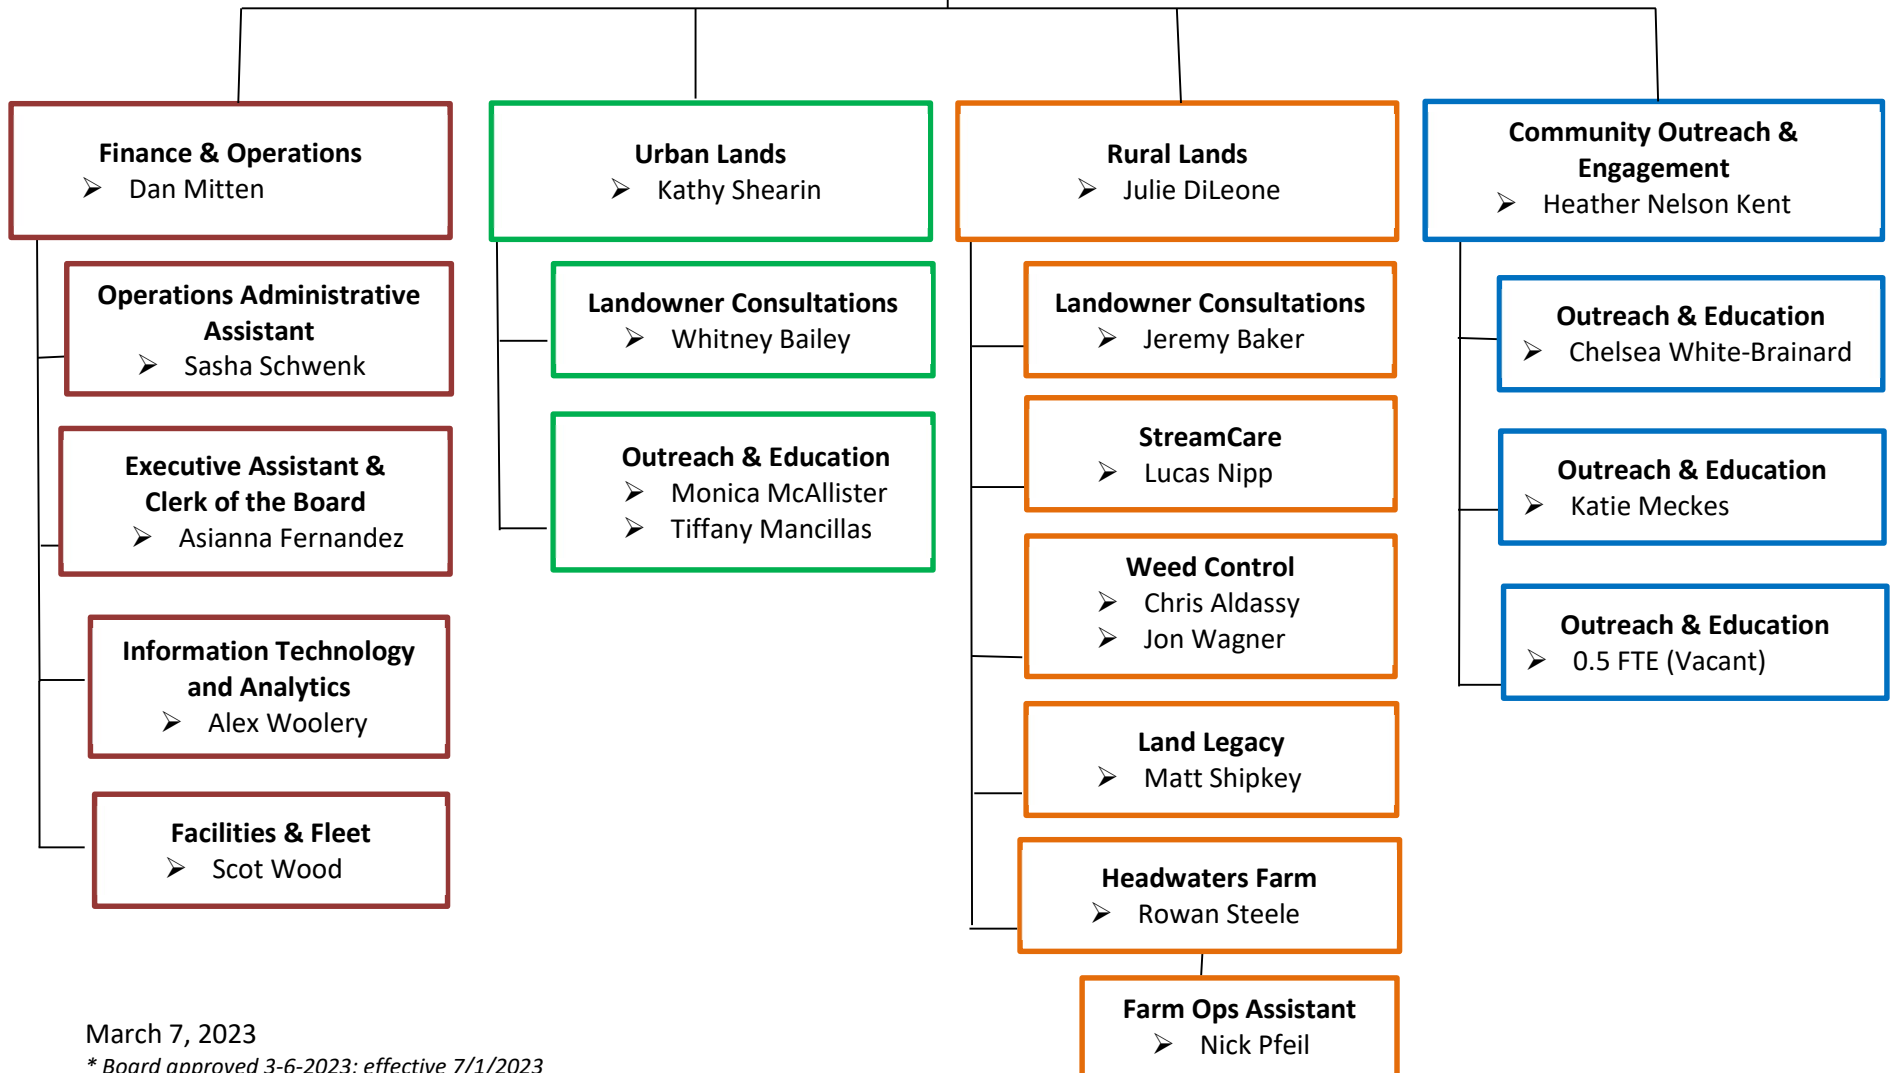 Finance & Operations
➢ Dan Mitten
Operations Administrative
Assistant
➢ Sasha Schwenk
Executive Assistant &
Clerk of the Board
➢ Asianna Fernandez
Information Technology
and Analytics
➢ Alex Woolery
Facilities & Fleet
➢ Scot Wood
Urban Lands
➢ Kathy Shearin
Landowner Consultations
➢ Whitney Bailey
Outreach & Education
➢ Monica McAllister
➢ Tiffany Mancillas
Rural Lands
➢ Julie DiLeone
Landowner Consultations
➢ Jeremy Baker
StreamCare
➢ Lucas Nipp
Weed Control
➢ Chris Aldassy
➢ Jon Wagner
Land Legacy
➢ Matt Shipkey
Headwaters Farm
➢ Rowan Steele
Farm Ops Assistant
➢ Nick Pfeil
Community Outreach &
Engagement
➢ Heather Nelson Kent
Outreach & Education
➢ Chelsea White-Brainard
Outreach & Education
➢ Katie Meckes
Outreach & Education
➢ 0.5 FTE (Vacant)
March 7, 2023
* Board approved 3-6-2023; effective 7/1/2023